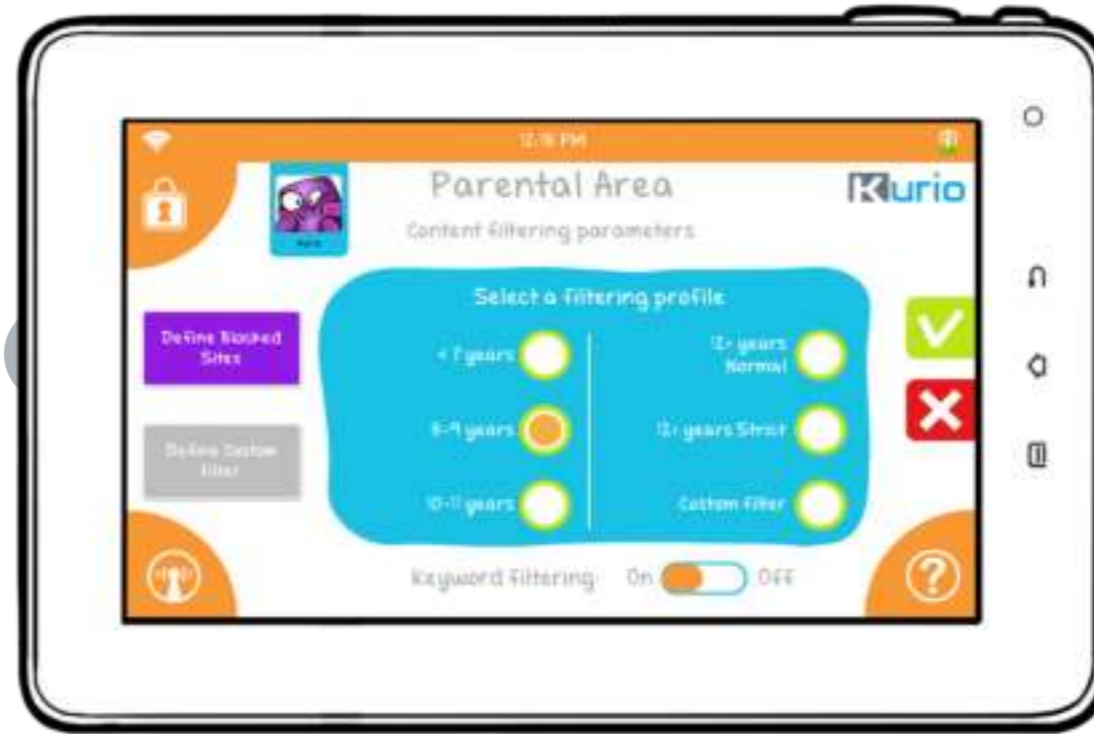 12:15 PM
Parental Area
Kurio
Content filtering parameters
Select a filtering profile
Define Blocked
Sites
< 7 years
12+ years
Normal
8-9 years
12+ years Strict
Define Custom
Filter
10-11 years
Custom filter
Keyword filtering: On Off
?